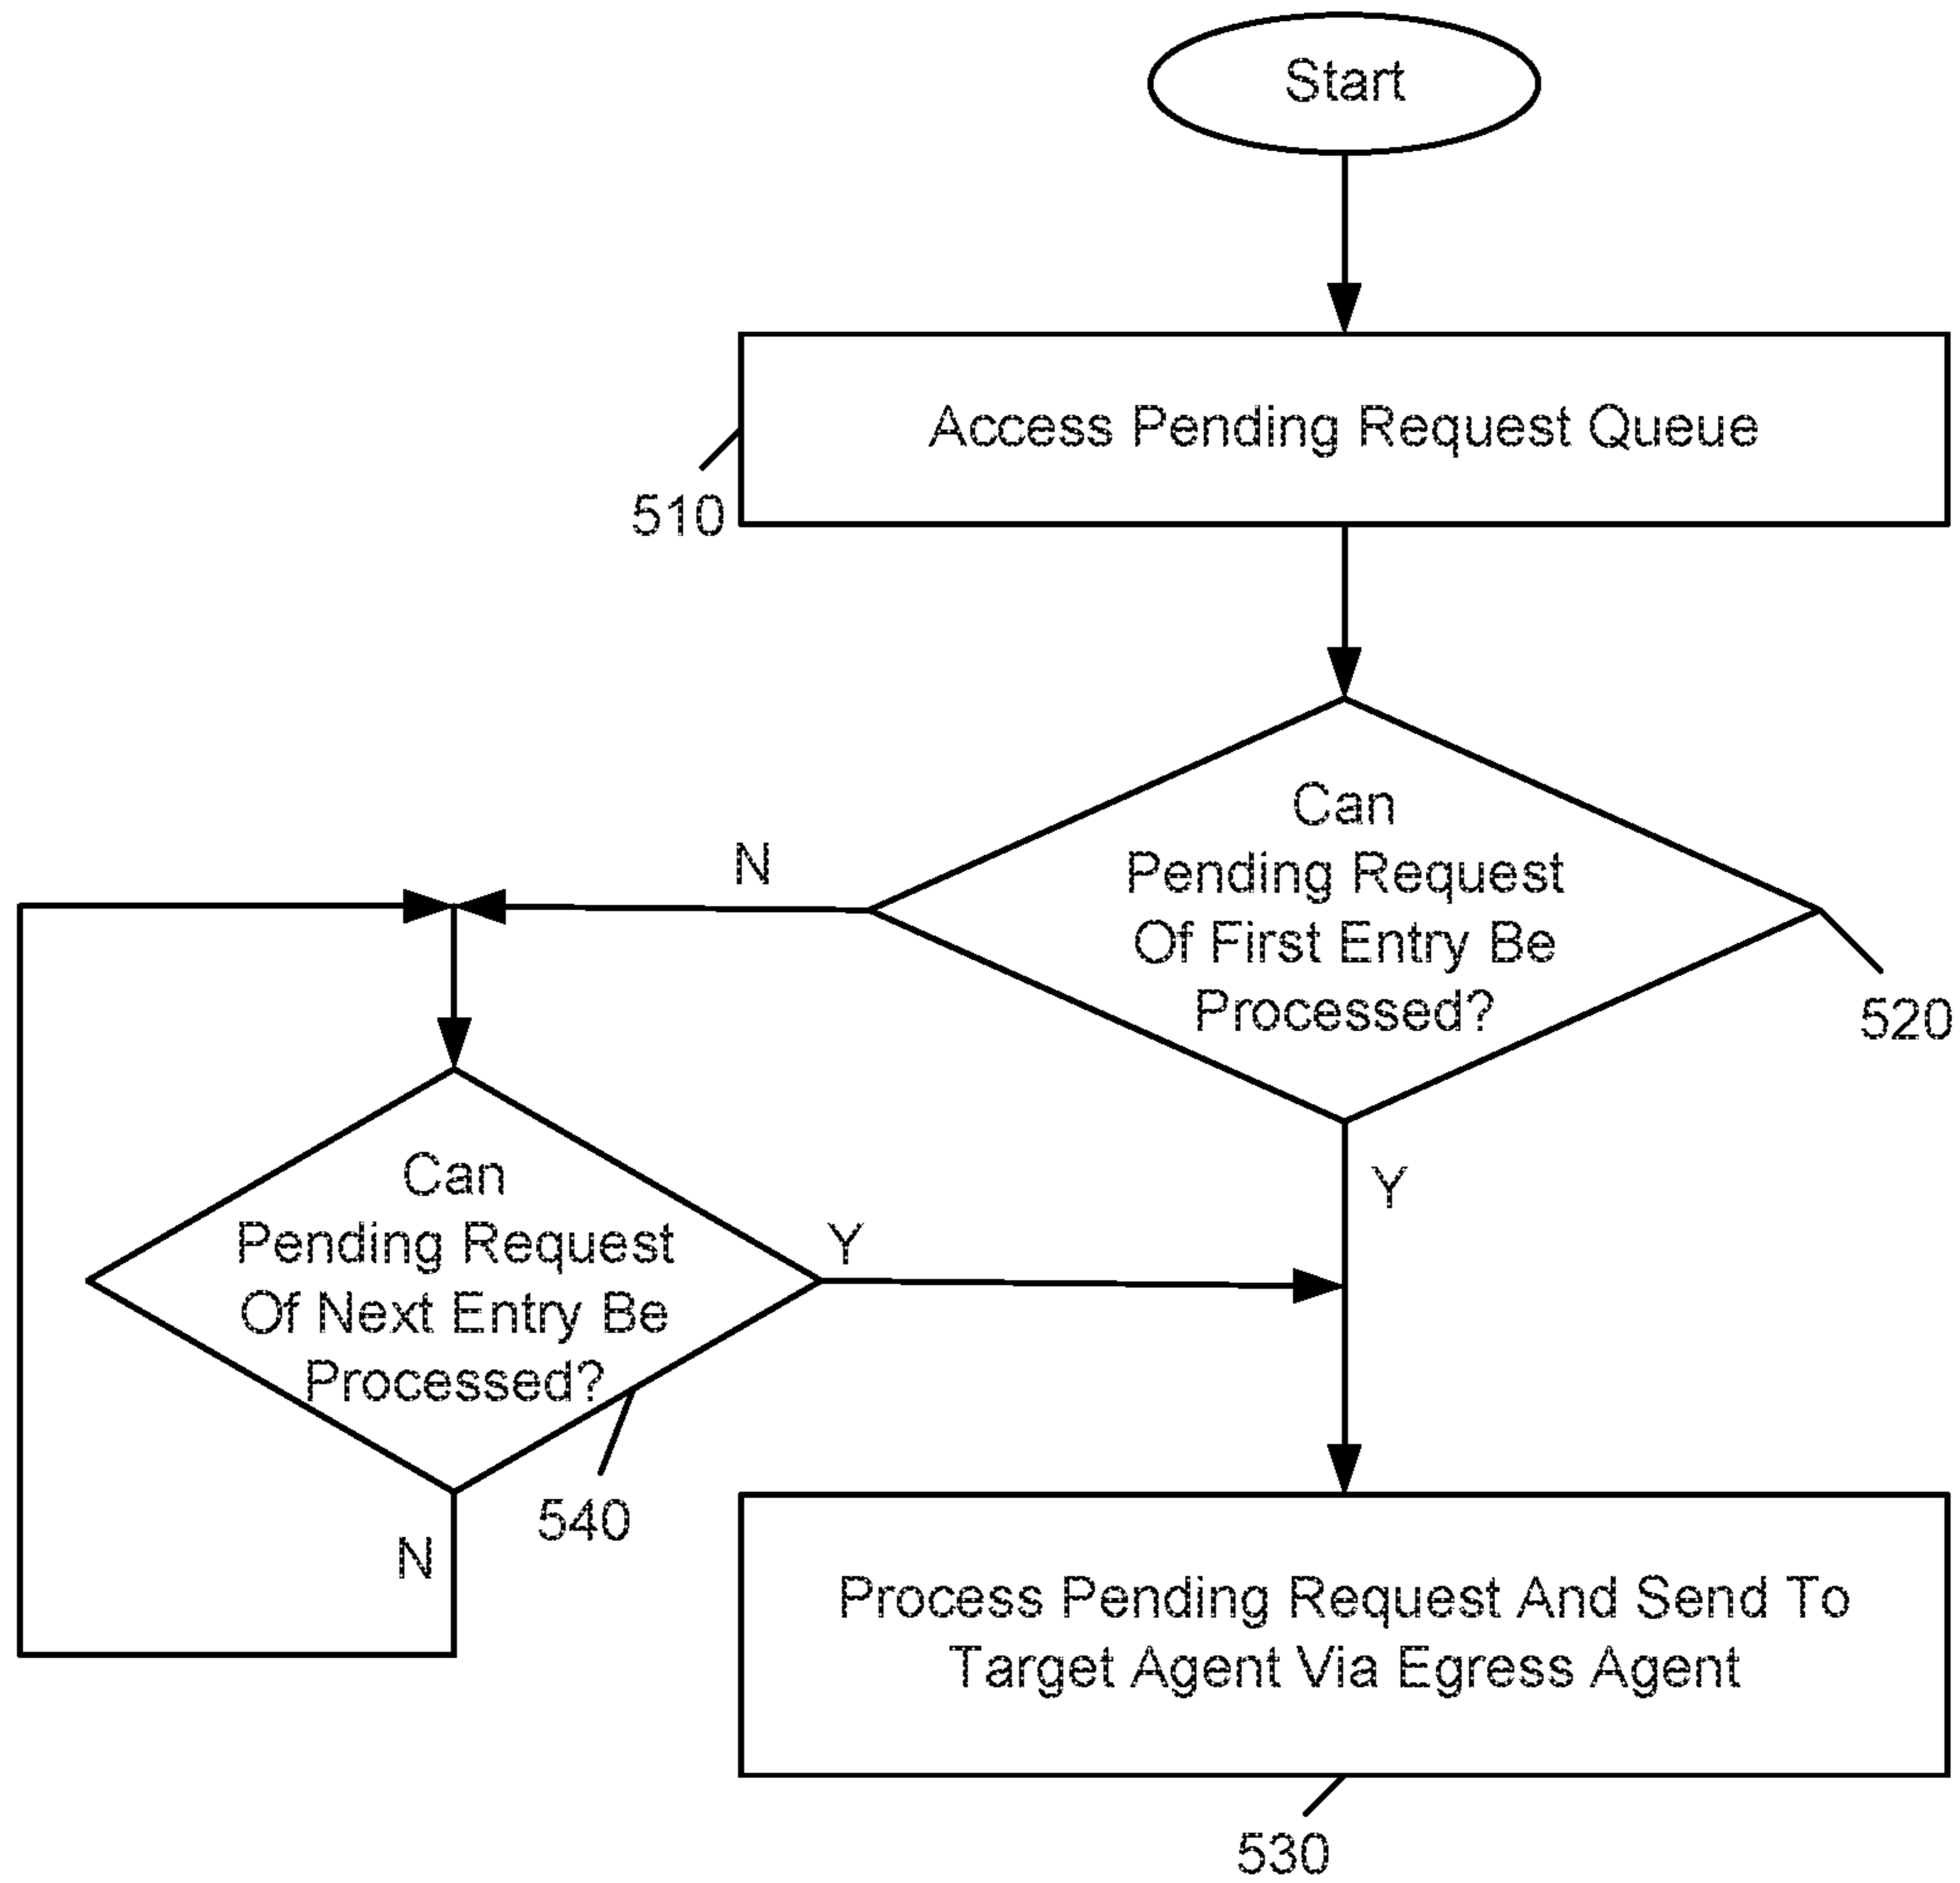 Start
Access Pending Request Queue
510
Can
Pending Request
Of First Entry Be
Processed?
520
N
Y
Can
Pending Request
Of Next Entry Be
Processed?
540
Y
N
Process Pending Request And Send To
Target Agent Via Egress Agent
530